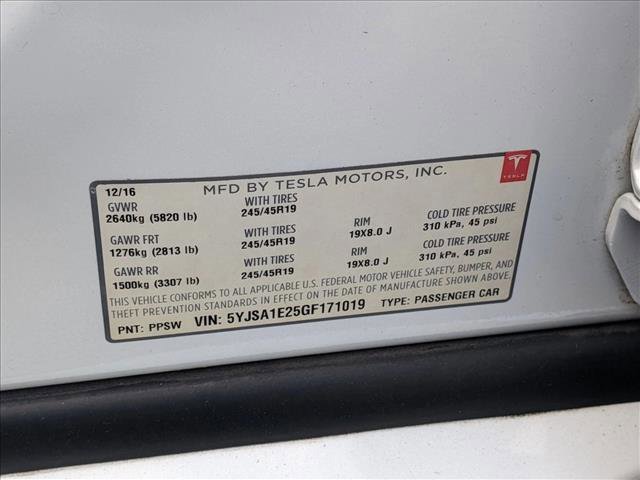 12/16 MFD BY TESLA MOTORS, INC. TESLA
GVWR WITH TIRES
2640kg (5820 lb) 245/45R19 RIM COLD TIRE PRESSURE
GAWR FRT WITH TIRES 19X8.0 J 310 kPa, 45 psi
1276kg (2813 lb) 245/45R19 RIM COLD TIRE PRESSURE
GAWR RR WITH TIRES 19X8.0 J 310 kPa, 45 psi
1500kg (3307 lb) 245/45R19
THIS VEHICLE CONFORMS TO ALL APPLICABLE U.S. FEDERAL MOTOR VEHICLE SAFETY, BUMPER, AND
THEFT PREVENTION STANDARDS IN EFFECT ON THE DATE OF MANUFACTURE SHOWN ABOVE.
PNT: PPSW VIN: 5YJSA1E25GF171019 TYPE: PASSENGER CAR